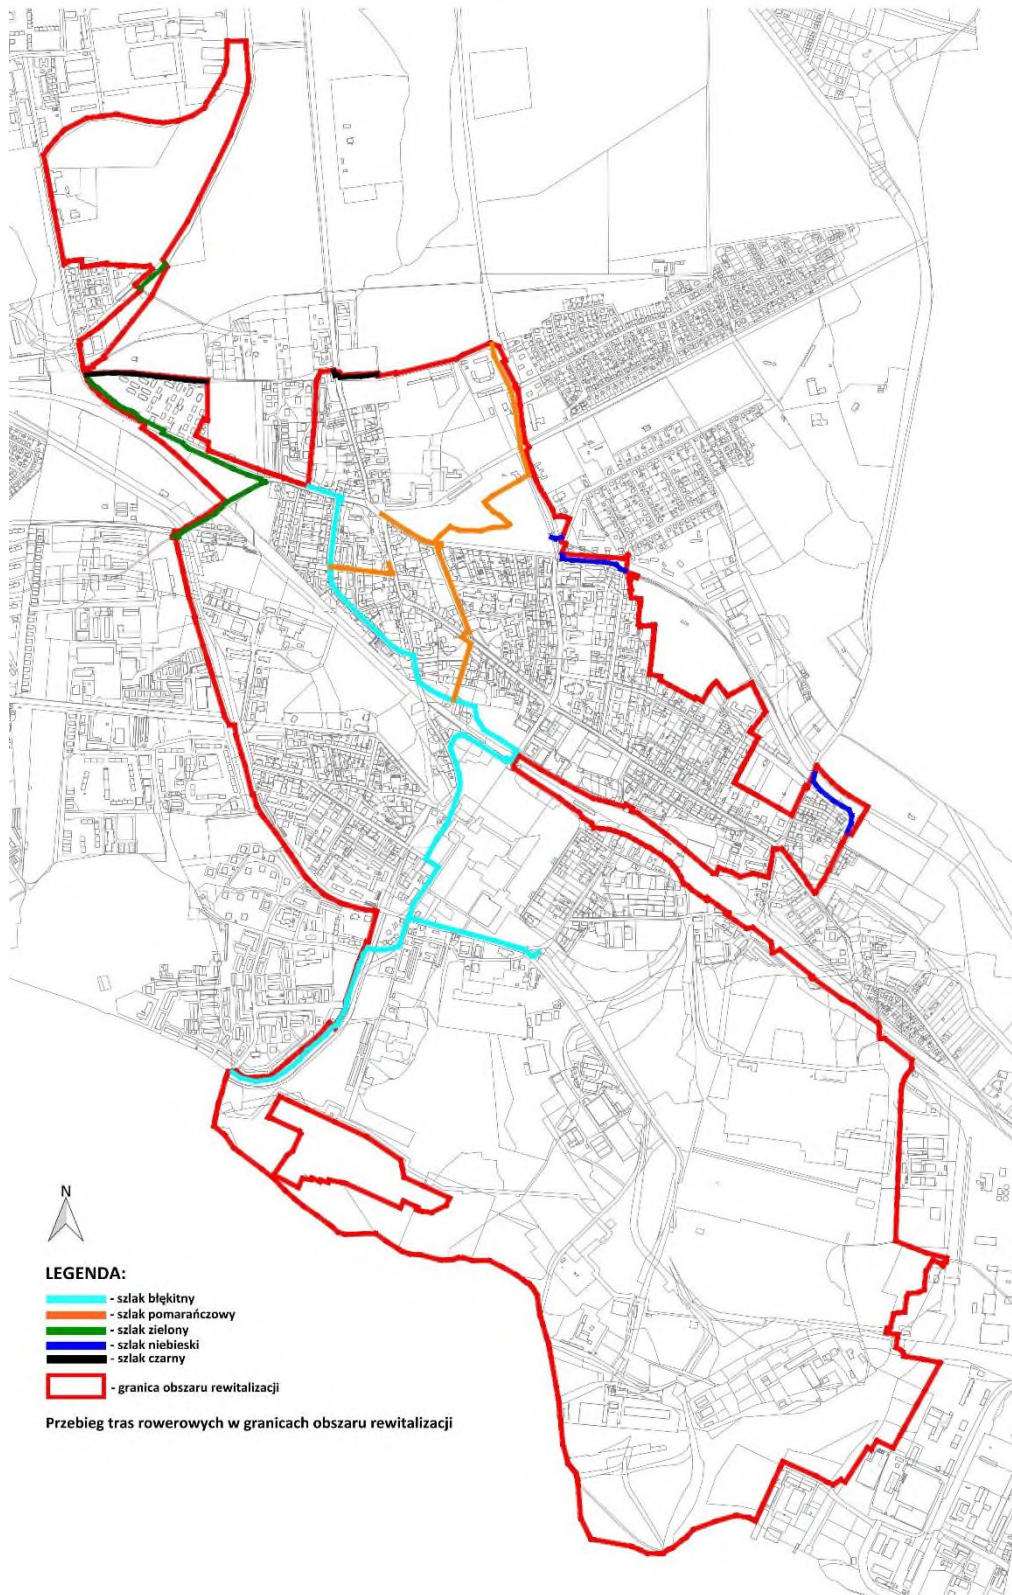 N
LEGENDA:
- szlak błękitny
- szlak pomarańczowy
- szlak zielony
- szlak niebieski
- szlak czarny
- granica obszaru rewitalizacji
Przebieg tras rowerowych w granicach obszaru rewitalizacji